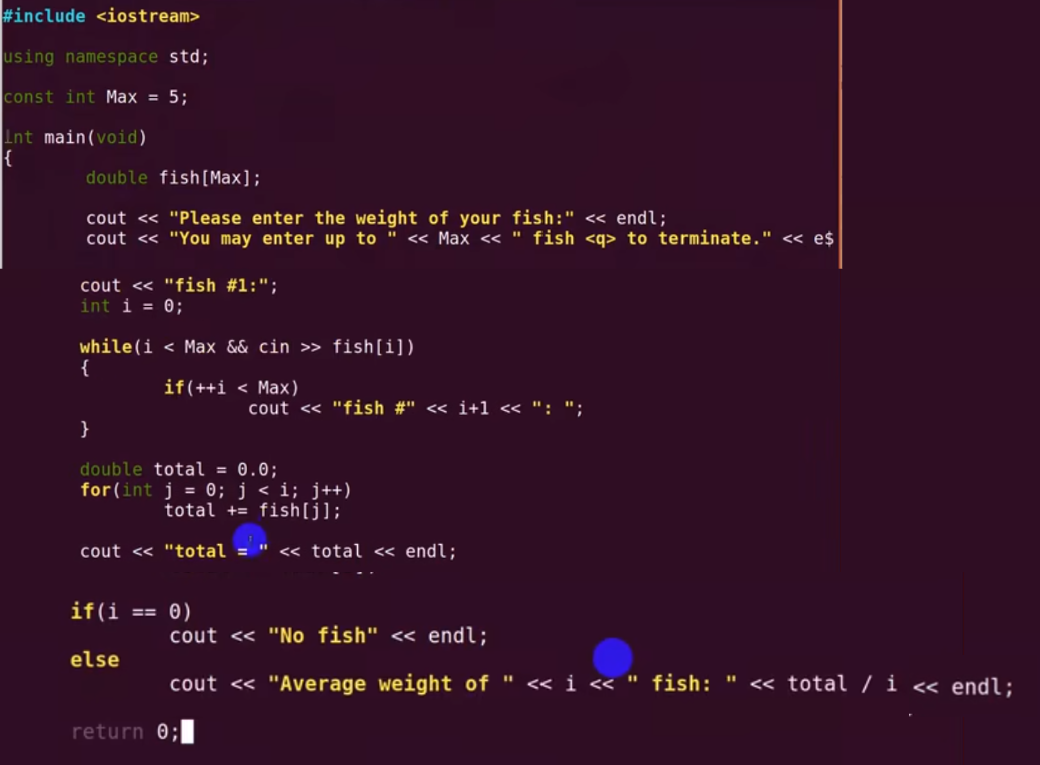 #include <iostream>
using namespace std;
const int Max = 5;
int main(void)
{
double fish[Max];
cout << "Please enter the weight of your fish:" << endl;
cout << "You may enter up to " << Max << " fish <q> to terminate." << e$
cout << "fish #1:";
int i = 0;
while(i < Max && cin >> fish[i])
{
if(++i < Max)
cout << "fish #" << i+1 << ": ";
}
double total = 0.0;
for(int j = 0; j < i; j++)
total += fish[j];
cout << "total = " << total << endl;
if(i == 0)
cout << "No fish" << endl;
else
cout << "Average weight of " << i << " fish: " << total / i << endl;
return 0;